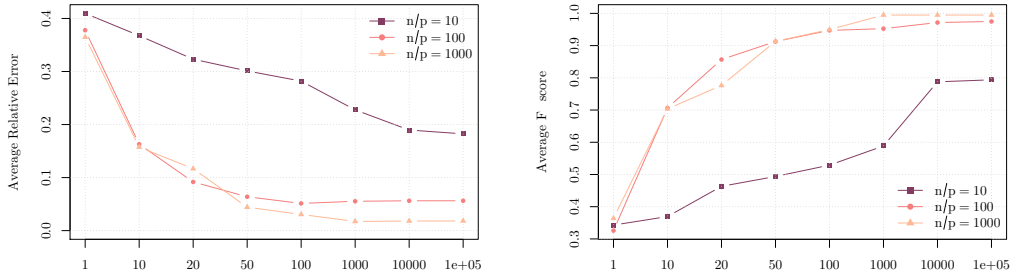 Average Relative Error
0.4
0.3
0.2
0.1
0.0
n/p = 10
n/p = 100
n/p = 1000
1 10 20 50 100 1000 10000 1e+05
Average F score
1.0
0.9
0.8
0.7
0.6
0.5
0.4
0.3
n/p = 10
n/p = 100
n/p = 1000
1 10 20 50 100 1000 10000 1e+05